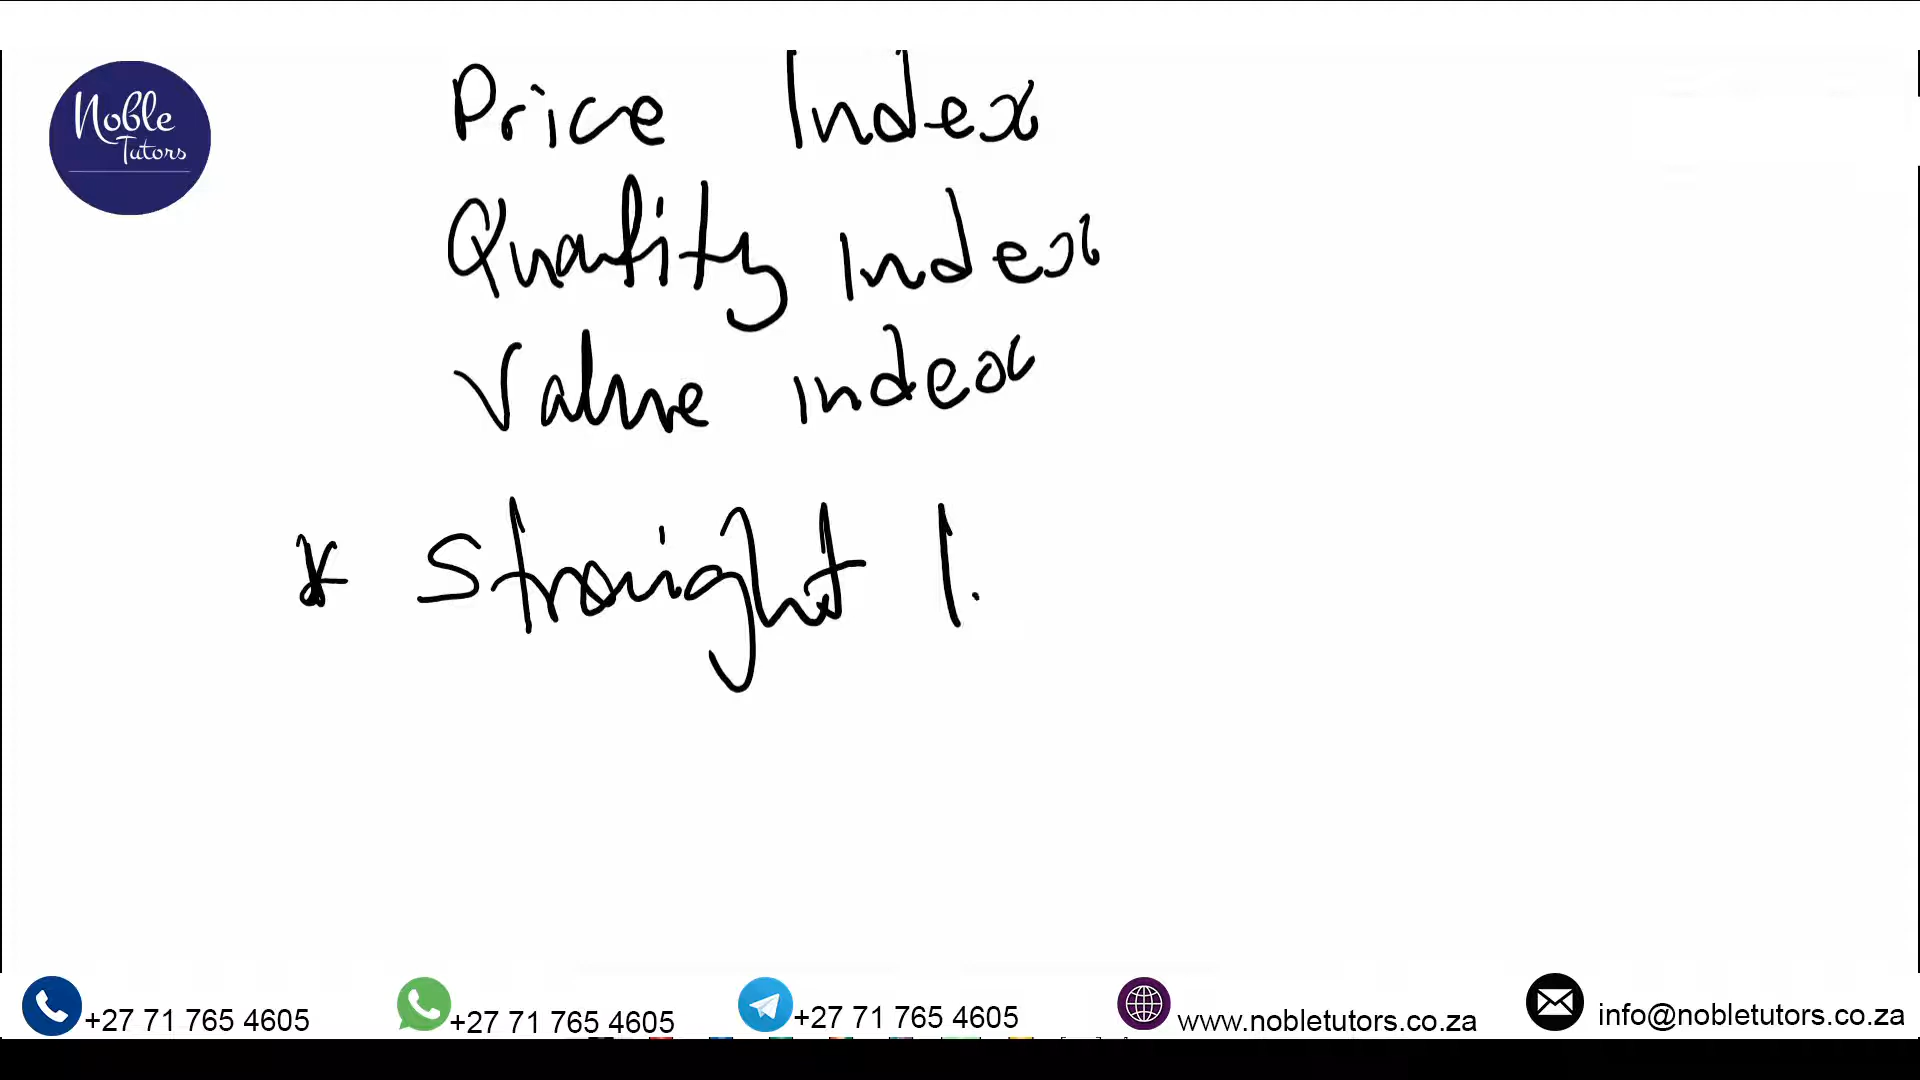 Noble
Tutors
Price Index
Quantity Index
Value index
* Straight l
+27 71 765 4605
+27 71 765 4605
+27 71 765 4605
www.nobletutors.co.za
info@nobletutors.co.za